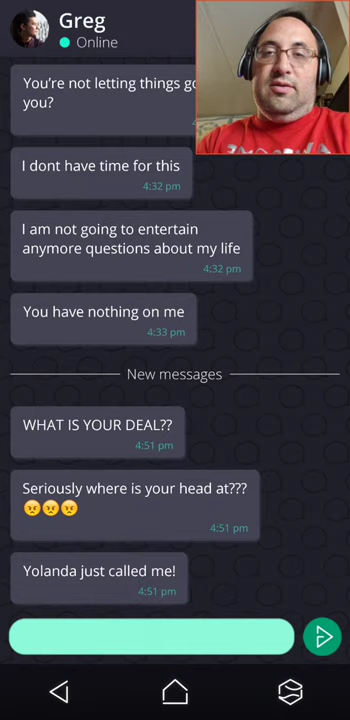 Greg
Online
You're not letting things
you?
I dont have time for this
4:32 pm
I am not going to entertain
anymore questions about my life
4:32 pm
You have nothing on me
4:33 pm
New messages
WHAT IS YOUR DEAL??
4:51 pm
Seriously where is your head at???
😠😠😠
4:51 pm
Yolanda just called me!
4:51 pm